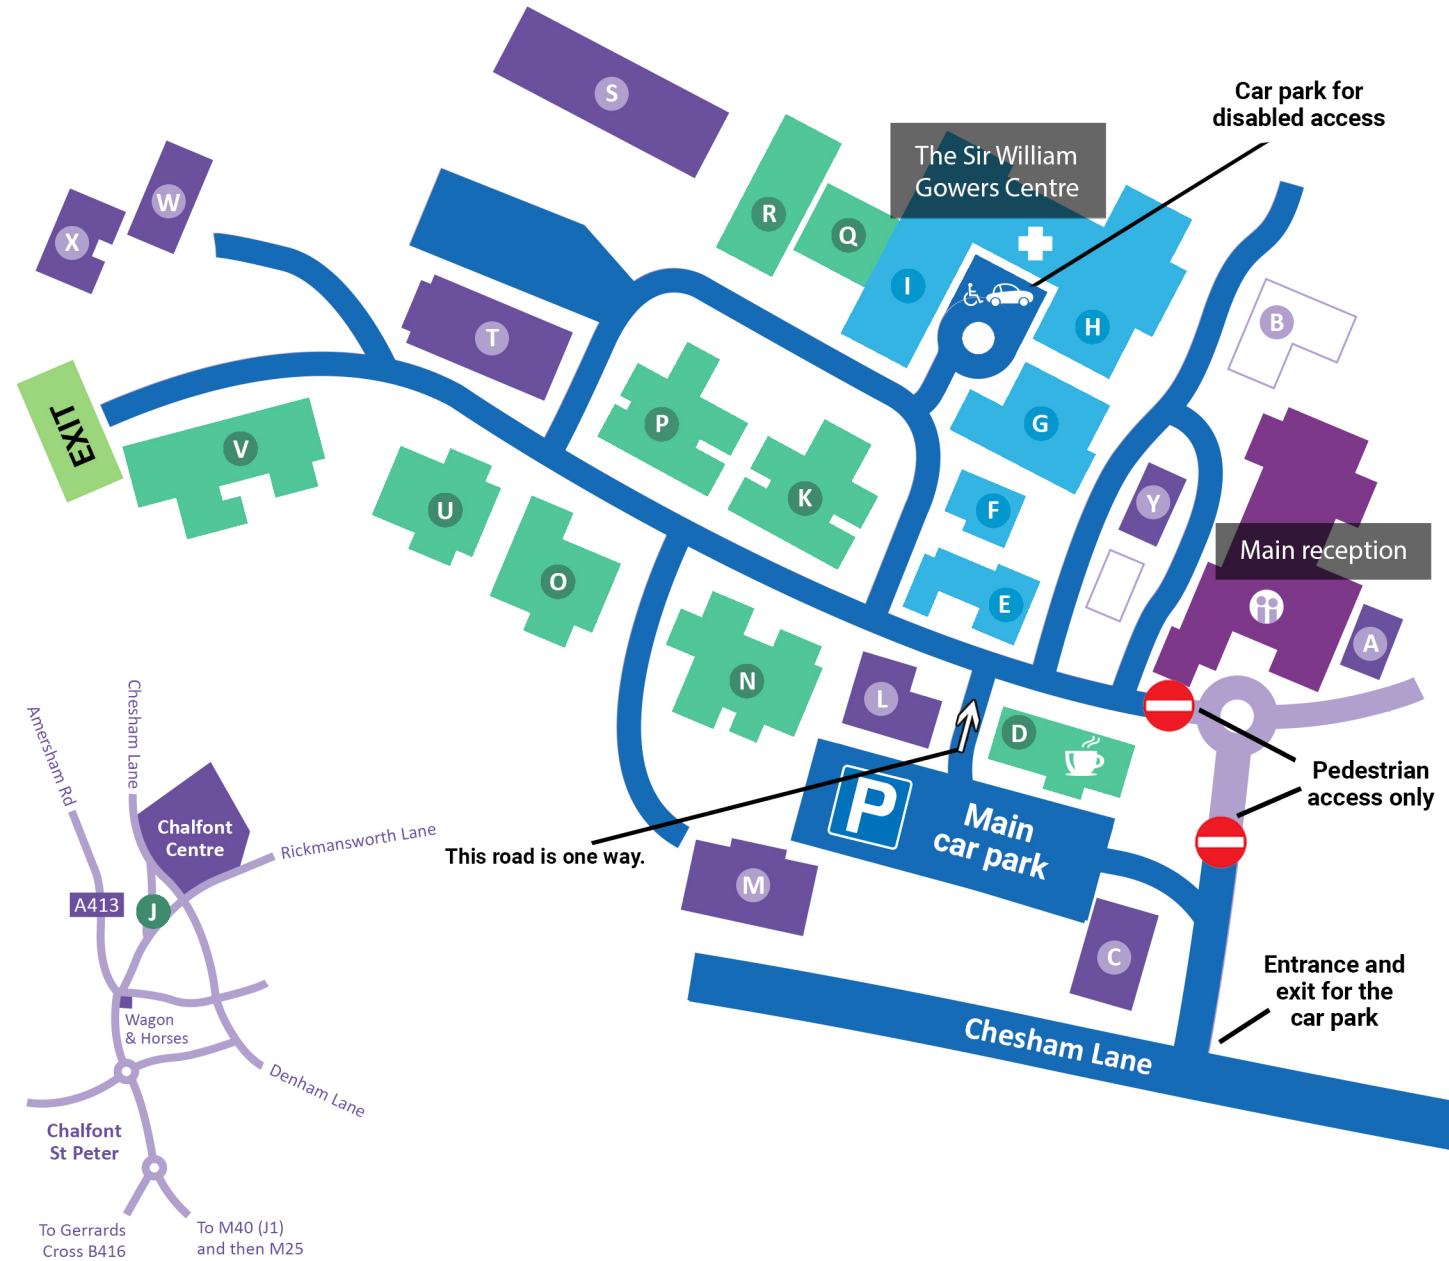 S
Car park for
disabled access
The Sir William
Gowers Centre
W
R
Q
X
I
H
B
T
EXIT
V
P
G
K
U
F
Y
O
E
Main reception
A
N
L
D
Pedestrian
access only
P
Main
car park
This road is one way.
M
C
Entrance and
exit for the
car park
Chesham Lane
Amersham Rd
Chesham Lane
Chalfont
Centre
Rickmansworth Lane
A413
J
Wagon
& Horses
Denham Lane
Chalfont
St Peter
To Gerrards
Cross B416
To M40 (J1)
and then M25